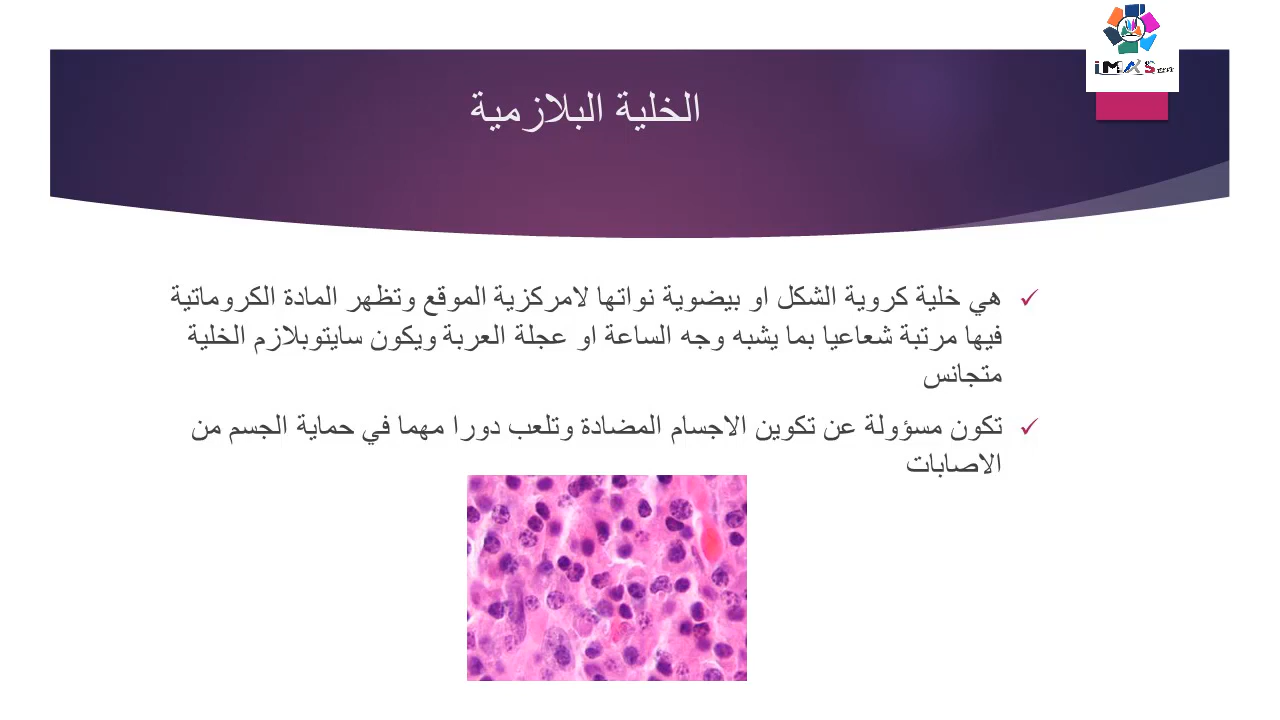 iMAS
الخلية البلازمية
هي خلية كروية الشكل او بيضوية نواتها لامركزية الموقع وتظهر المادة الكروماتية
فيها مرتبة شعاعيا بما يشبه وجه الساعة او عجلة العربة ويكون سايتوبلازم الخلية
متجانس
تكون مسؤولة عن تكوين الاجسام المضادة وتلعب دورا مهما في حماية الجسم من
الاصابات